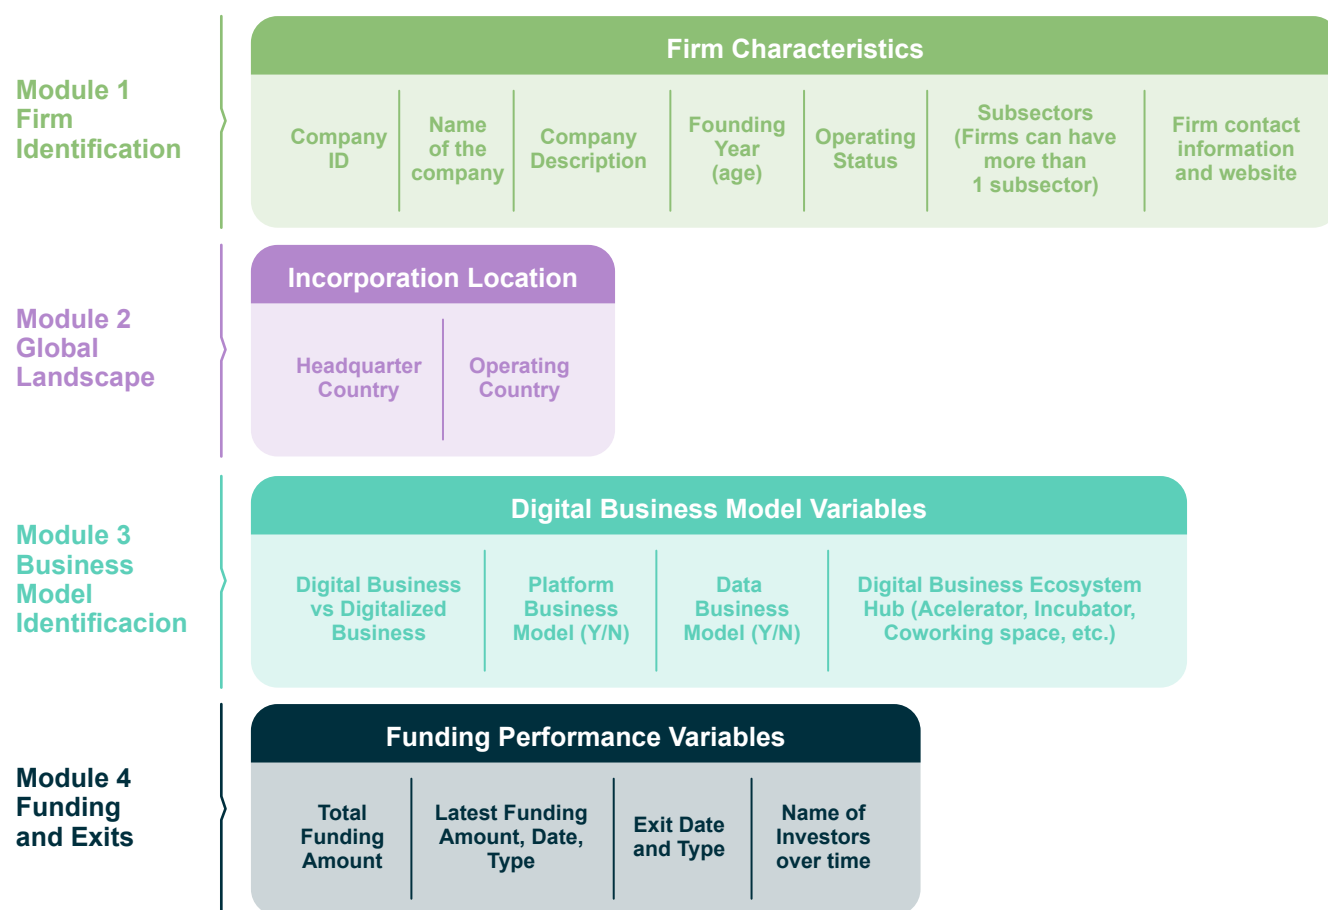 Module 1
Firm
Identification
Firm Characteristics
Company
ID
Name
of the
company
Company
Description
Founding
Year
(age)
Operating
Status
Subsectors
(Firms can have
more than
1 subsector)
Firm contact
information
and website
Module 2
Global
Landscape
Incorporation Location
Headquarter
Country
Operating
Country
Module 3
Business
Model
Identificacion
Digital Business Model Variables
Digital Business
vs Digitalized
Business
Platform
Business
Model (Y/N)
Data
Business
Model (Y/N)
Digital Business Ecosystem
Hub (Acelerator, Incubator,
Coworking space, etc.)
Module 4
Funding
and Exits
Funding Performance Variables
Total
Funding
Amount
Latest Funding
Amount, Date,
Type
Exit Date
and Type
Name of
Investors
over time